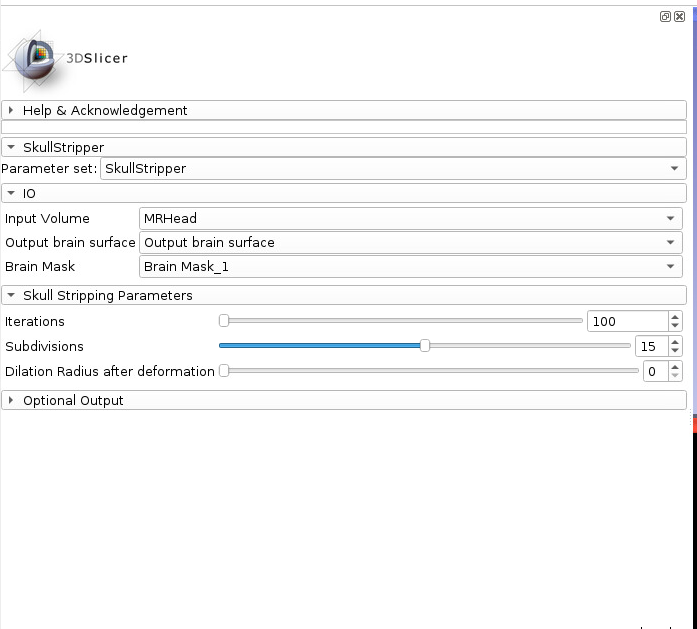 3DSlicer
Help & Acknowledgement
SkullStripper
Parameter set: SkullStripper
IO
Input Volume MRHead
Output brain surface Output brain surface
Brain Mask Brain Mask_1
Skull Stripping Parameters
Iterations 100
Subdivisions 15
Dilation Radius after deformation 0
Optional Output